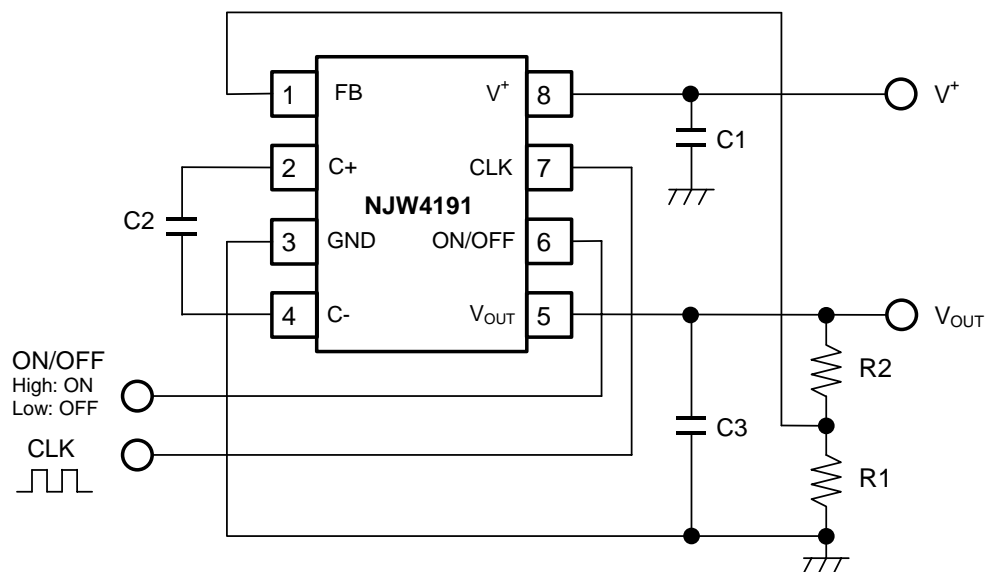 1 FB V+ 8 V+
C1
2 C+ CLK 7
NJW4191
C2
3 GND ON/OFF 6
4 C- VOUT 5 VOUT
ON/OFF
High: ON
Low: OFF
R2
C3
CLK
R1